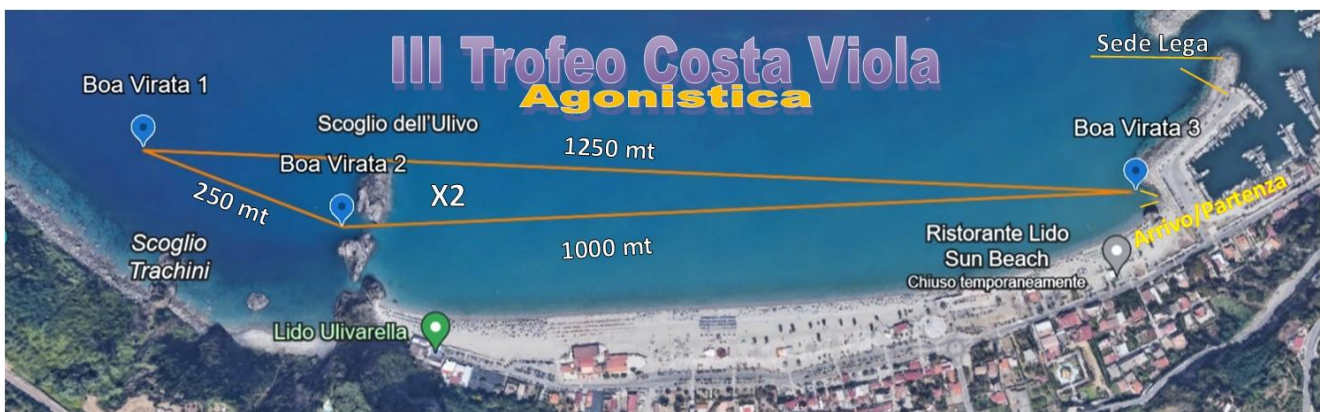 III Trofeo Costa Viola
Agonistica
Sede Lega
Boa Virata 1
Scoglio dell'Ulivo
1250 mt
Boa Virata 3
Boa Virata 2
250 mt
X2
1000 mt
Arrivo/Partenza
Scoglio
Trachini
Ristorante Lido
Sun Beach
Chiuso temporaneamente
Lido Ulivarella